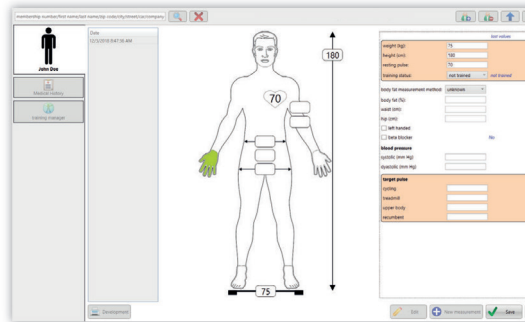 membership number/first name/last name/zip code/city/street/sex/company
John Doe
Medical history
training manager
Date
12/3/2018 8:47:56 AM
180
70
75
Development
last values
weight (kg):
75
height (cm):
180
resting pulse:
70
training status:
not trained
not trained
body fat measurement method:
unknown
body fat (%):
waist (cm):
hip (cm):
left handed
beta blocker
No
blood pressure
systolic (mm Hg)
dyastolic (mm Hg)
target pulse
cycling
treadmill
upper body
recumbent
Edit
New measurement
Save